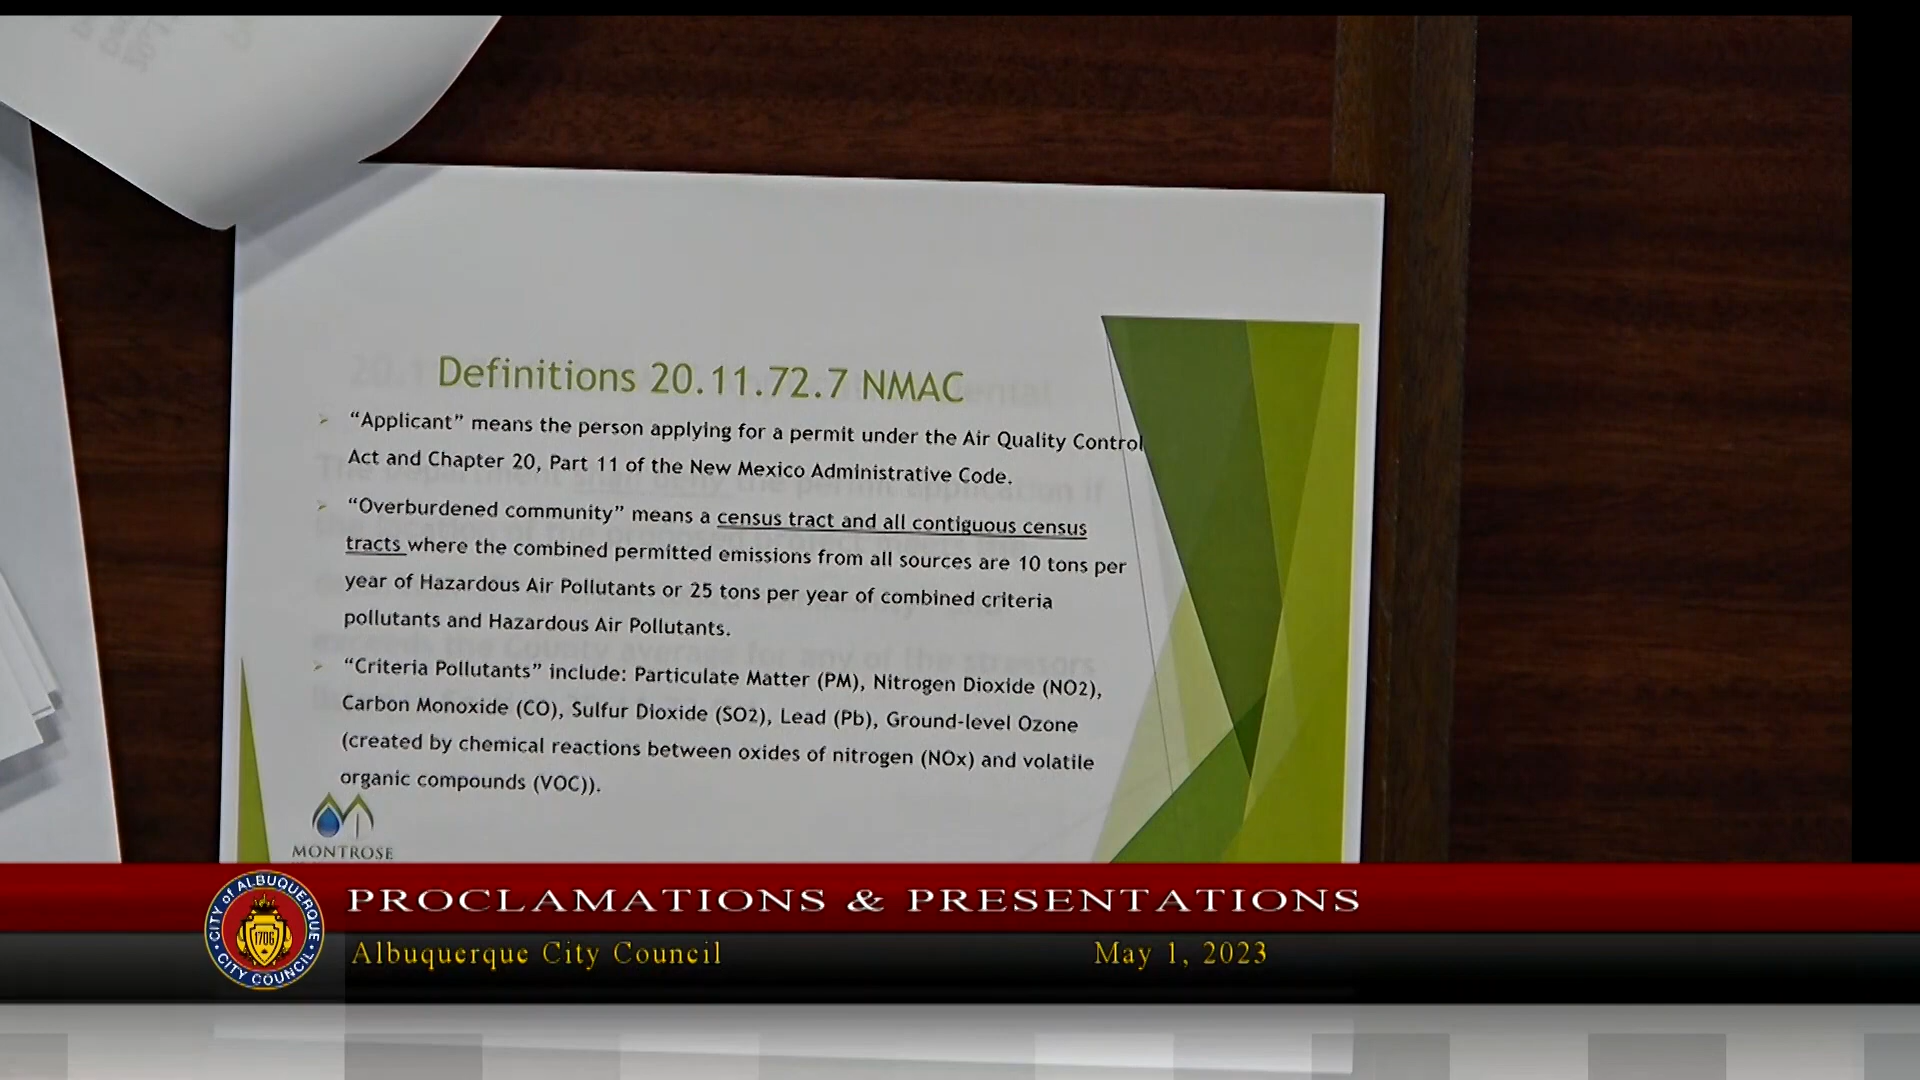 Definitions 20.11.72.7 NMAC
“Applicant” means the person applying for a permit under the Air Quality Control
Act and Chapter 20, Part 11 of the New Mexico Administrative Code.
“Overburdened community” means a census tract and all contiguous census
tracts where the combined permitted emissions from all sources are 10 tons per
year of Hazardous Air Pollutants or 25 tons per year of combined criteria
pollutants and Hazardous Air Pollutants.
“Criteria Pollutants” include: Particulate Matter (PM), Nitrogen Dioxide (NO2),
Carbon Monoxide (CO), Sulfur Dioxide (SO2), Lead (Pb), Ground-level Ozone
(created by chemical reactions between oxides of nitrogen (NOx) and volatile
organic compounds (VOC)).
MONTROSE
CITY of ALBUQUERQUE
1706
CITY COUNCIL
PROCLAMATIONS & PRESENTATIONS
Albuquerque City Council May 1, 2023